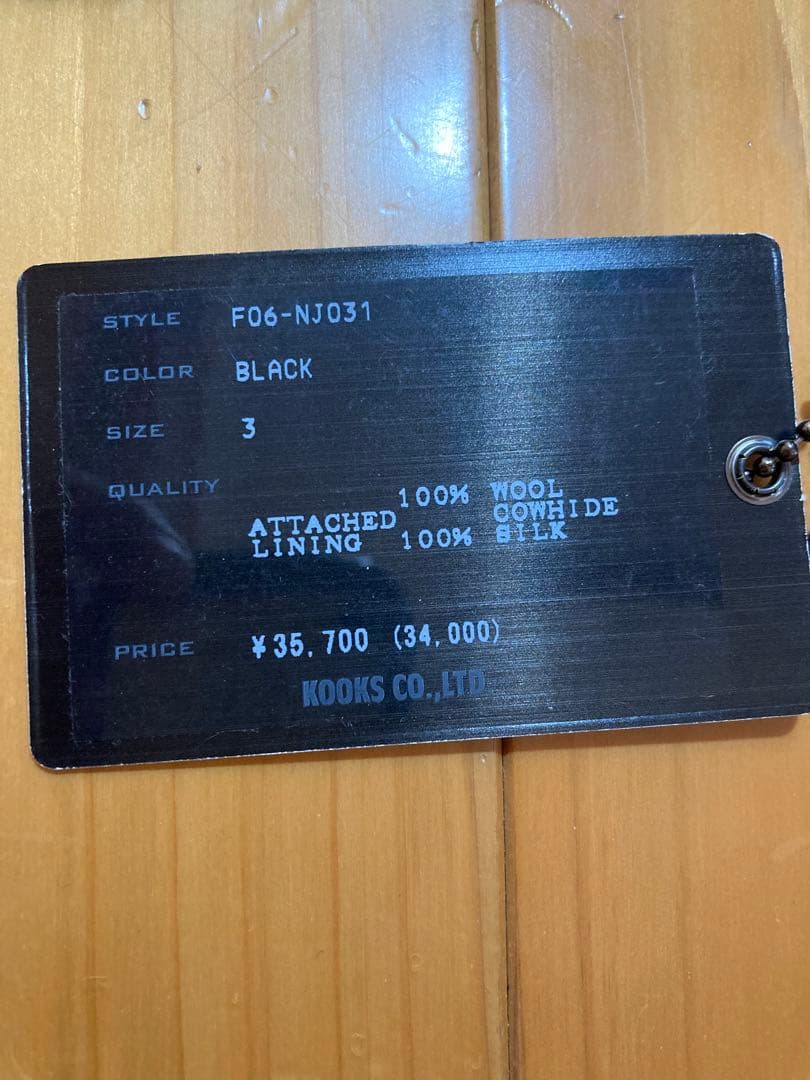 STYLE F06-NJ031
COLOR BLACK
SIZE 3
QUALITY
100% WOOL
ATTACHED COWHIDE
LINING 100% SILK
PRICE ¥35,700 (34,000)
KOOKS CO.,LTD